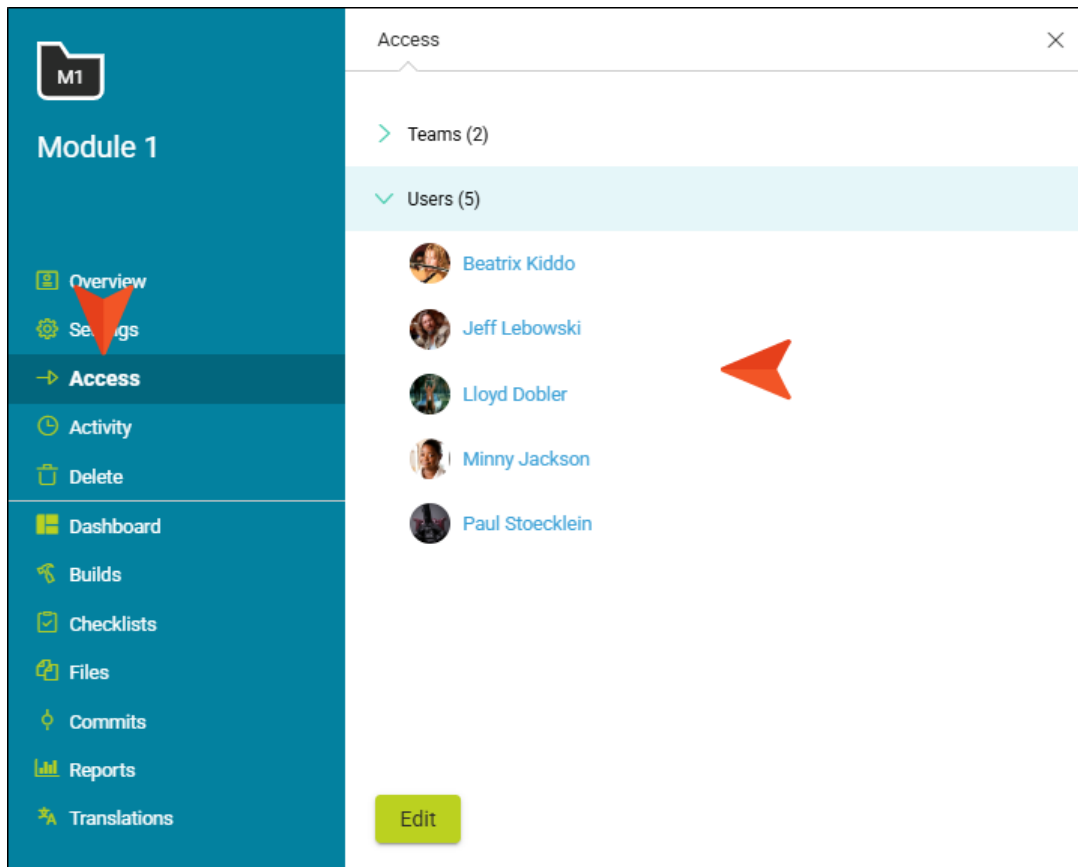 M1
Module 1
Overview
Settings
Access
Activity
Delete
Dashboard
Builds
Checklists
Files
Commits
Reports
Translations
Access
Teams (2)
Users (5)
Beatrix Kiddo
Jeff Lebowski
Lloyd Dobler
Minny Jackson
Paul Stoecklein
Edit